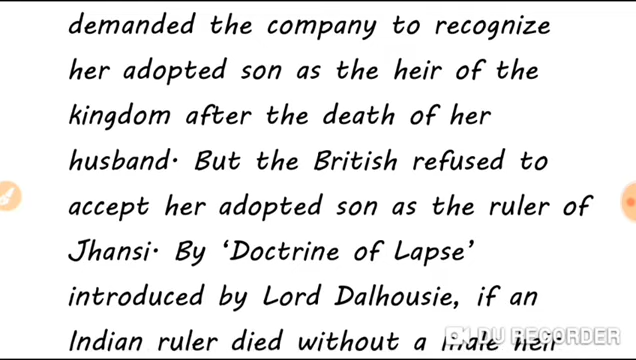 demanded the company to recognize
her adopted son as the heir of the
kingdom after the death of her
husband. But the British refused to
accept her adopted son as the ruler of
Jhansi. By ‘Doctrine of Lapse’
introduced by Lord Dalhousie, if an
Indian ruler died without a male heir
DU RECORDER